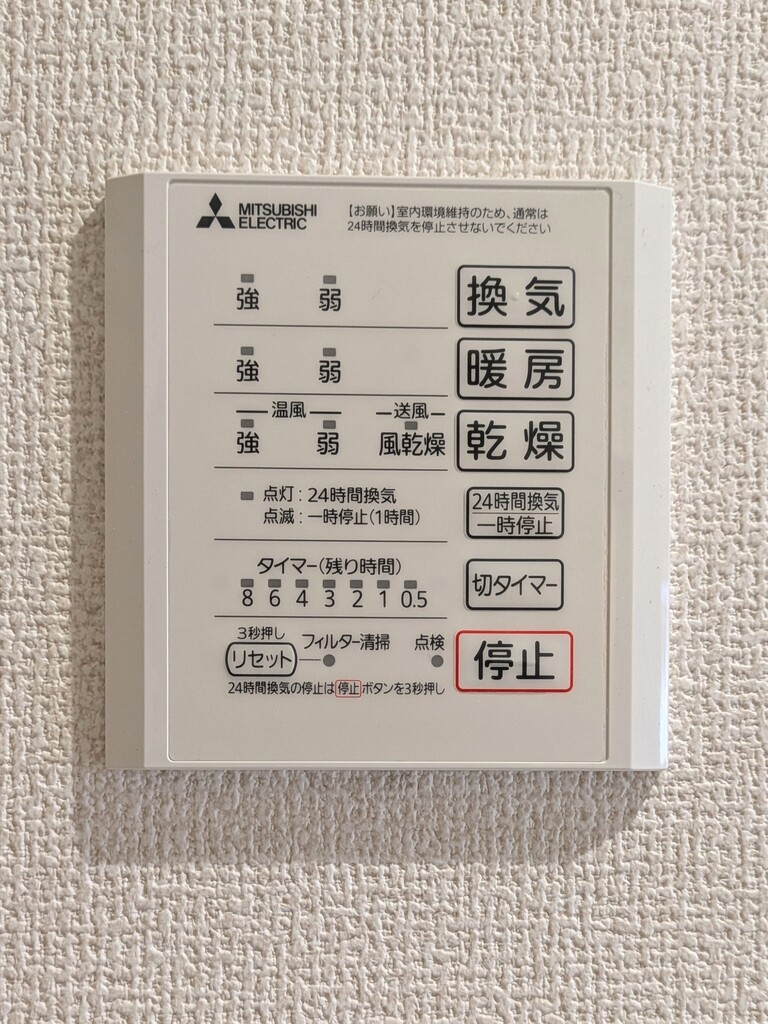 MITSUBISHI
ELECTRIC
【お願い】室内環境維持のため、通常は
24時間換気を停止させないでください
強 弱 換気
強 弱 暖房
温風 送風
強 弱 風乾燥 乾燥
点灯：24時間換気
点滅：一時停止(1時間)
24時間換気
一時停止
タイマー(残り時間)
8 6 4 3 2 1 0.5
切タイマー
3秒押し
リセット フィルター清掃 点検
停止
24時間換気の停止は停止ボタンを3秒押し